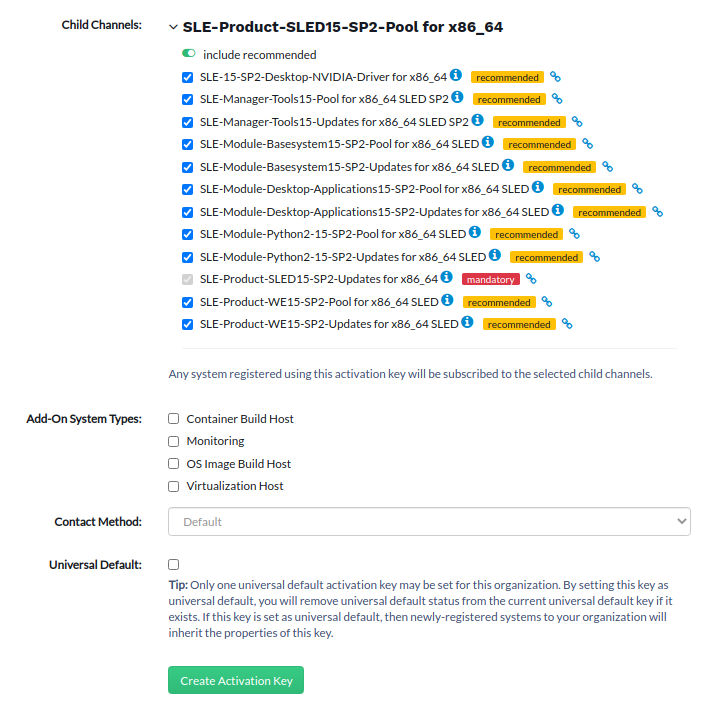 Child Channels:
SLE-Product-SLED15-SP2-Pool for x86_64
include recommended
SLE-15-SP2-Desktop-NVIDIA-Driver for x86_64 recommended
SLE-Manager-Tools15-Pool for x86_64 SLED SP2 recommended
SLE-Manager-Tools15-Updates for x86_64 SLED SP2 recommended
SLE-Module-Basesystem15-SP2-Pool for x86_64 SLED recommended
SLE-Module-Basesystem15-SP2-Updates for x86_64 SLED recommended
SLE-Module-Desktop-Applications15-SP2-Pool for x86_64 SLED recommended
SLE-Module-Desktop-Applications15-SP2-Updates for x86_64 SLED recommended
SLE-Module-Python2-15-SP2-Pool for x86_64 SLED recommended
SLE-Module-Python2-15-SP2-Updates for x86_64 SLED recommended
SLE-Product-SLED15-SP2-Updates for x86_64 mandatory
SLE-Product-WE15-SP2-Pool for x86_64 SLED recommended
SLE-Product-WE15-SP2-Updates for x86_64 SLED recommended
Any system registered using this activation key will be subscribed to the selected child channels.
Add-On System Types:
Container Build Host
Monitoring
OS Image Build Host
Virtualization Host
Contact Method:
Default
Universal Default:
Tip: Only one universal default activation key may be set for this organization. By setting this key as
universal default, you will remove universal default status from the current universal default key if it
exists. If this key is set as universal default, then newly-registered systems to your organization will
inherit the properties of this key.
Create Activation Key